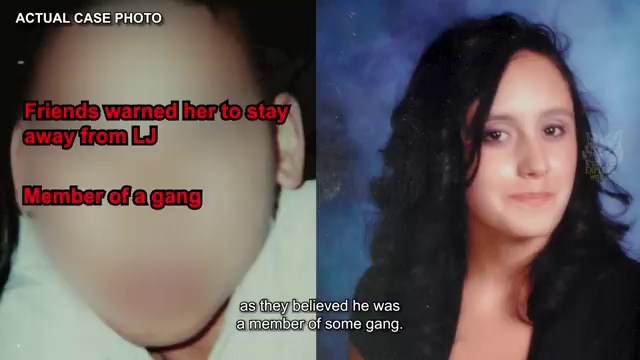 ACTUAL CASE PHOTO
Friends warned her to stay
away from LJ
Member of a gang
as they believed he was
a member of some gang.